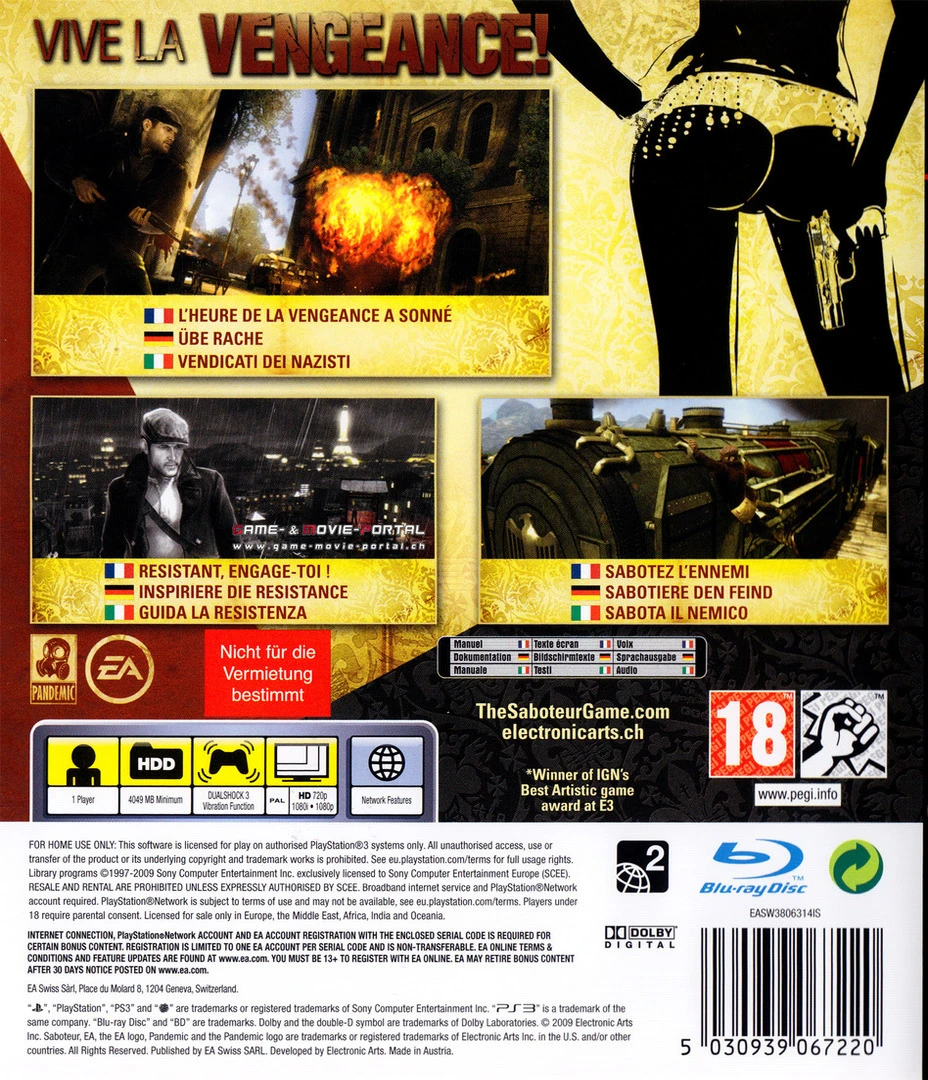 VIVE LA VENGEANCE!
L'HEURE DE LA VENGEANCE A SONNÉ
ÜBE RACHE
VENDICATI DEI NAZISTI
GAME- & MOVIE-PORTAL
www.game-movie-portal.ch
RESISTANT, ENGAGE-TOI !
INSPIRIERE DIE RESISTANCE
GUIDA LA RESISTENZA
SABOTEZ L'ENNEMI
SABOTIERE DEN FEIND
SABOTA IL NEMICO
PANDEMIC
EA
Nicht für die
Vermietung
bestimmt
Manuel Texte écran Voix
Dokumentation Bildschirmtexte Sprachausgabe
Manuale Testi Audio
TheSaboteurGame.com
electronicarts.ch
*Winner of IGN's
Best Artistic game
award at E3
18
www.pegi.info
HDD
1 Player
4049 MB Minimum
DUALSHOCK 3
Vibration Function
PAL
HD 720p
1080i • 1080p
Network Features
FOR HOME USE ONLY: This software is licensed for play on authorised PlayStation®3 systems only. All unauthorised access, use or
transfer of the product or its underlying copyright and trademark works is prohibited. See eu.playstation.com/terms for full usage rights.
Library programs ©1997-2009 Sony Computer Entertainment Inc. exclusively licensed to Sony Computer Entertainment Europe (SCEE).
RESALE AND RENTAL ARE PROHIBITED UNLESS EXPRESSLY AUTHORISED BY SCEE. Broadband internet service and PlayStation®Network
account required. PlayStation®Network is subject to terms of use and may not be available, see eu.playstation.com/terms. Players under
18 require parental consent. Licensed for sale only in Europe, the Middle East, Africa, India and Oceania.
INTERNET CONNECTION, PlayStation®Network ACCOUNT AND EA ACCOUNT REGISTRATION WITH THE ENCLOSED SERIAL CODE IS REQUIRED FOR
CERTAIN BONUS CONTENT. REGISTRATION IS LIMITED TO ONE EA ACCOUNT PER SERIAL CODE AND IS NON-TRANSFERABLE. EA ONLINE TERMS &
CONDITIONS AND FEATURE UPDATES ARE FOUND AT www.ea.com. YOU MUST BE 13+ TO REGISTER WITH EA ONLINE. EA MAY RETIRE BONUS CONTENT
AFTER 30 DAYS NOTICE POSTED ON www.ea.com.
EA Swiss Sàrl, Place du Molard 8, 1204 Geneva, Switzerland.
" ", "PlayStation", "PS3" and " " are trademarks or registered trademarks of Sony Computer Entertainment Inc. "PS3" is a trademark of the
same company. "Blu-ray Disc" and "BD" are trademarks. Dolby and the double-D symbol are trademarks of Dolby Laboratories. © 2009 Electronic Arts
Inc. Saboteur, EA, the EA logo, Pandemic and the Pandemic logo are trademarks or registered trademarks of Electronic Arts Inc. in the U.S. and/or other
countries. All Rights Reserved. Published by EA Swiss SARL. Developed by Electronic Arts. Made in Austria.
2
Blu-ray Disc
EASW3806314IS
DOLBY
DIGITAL
5 030939 067220